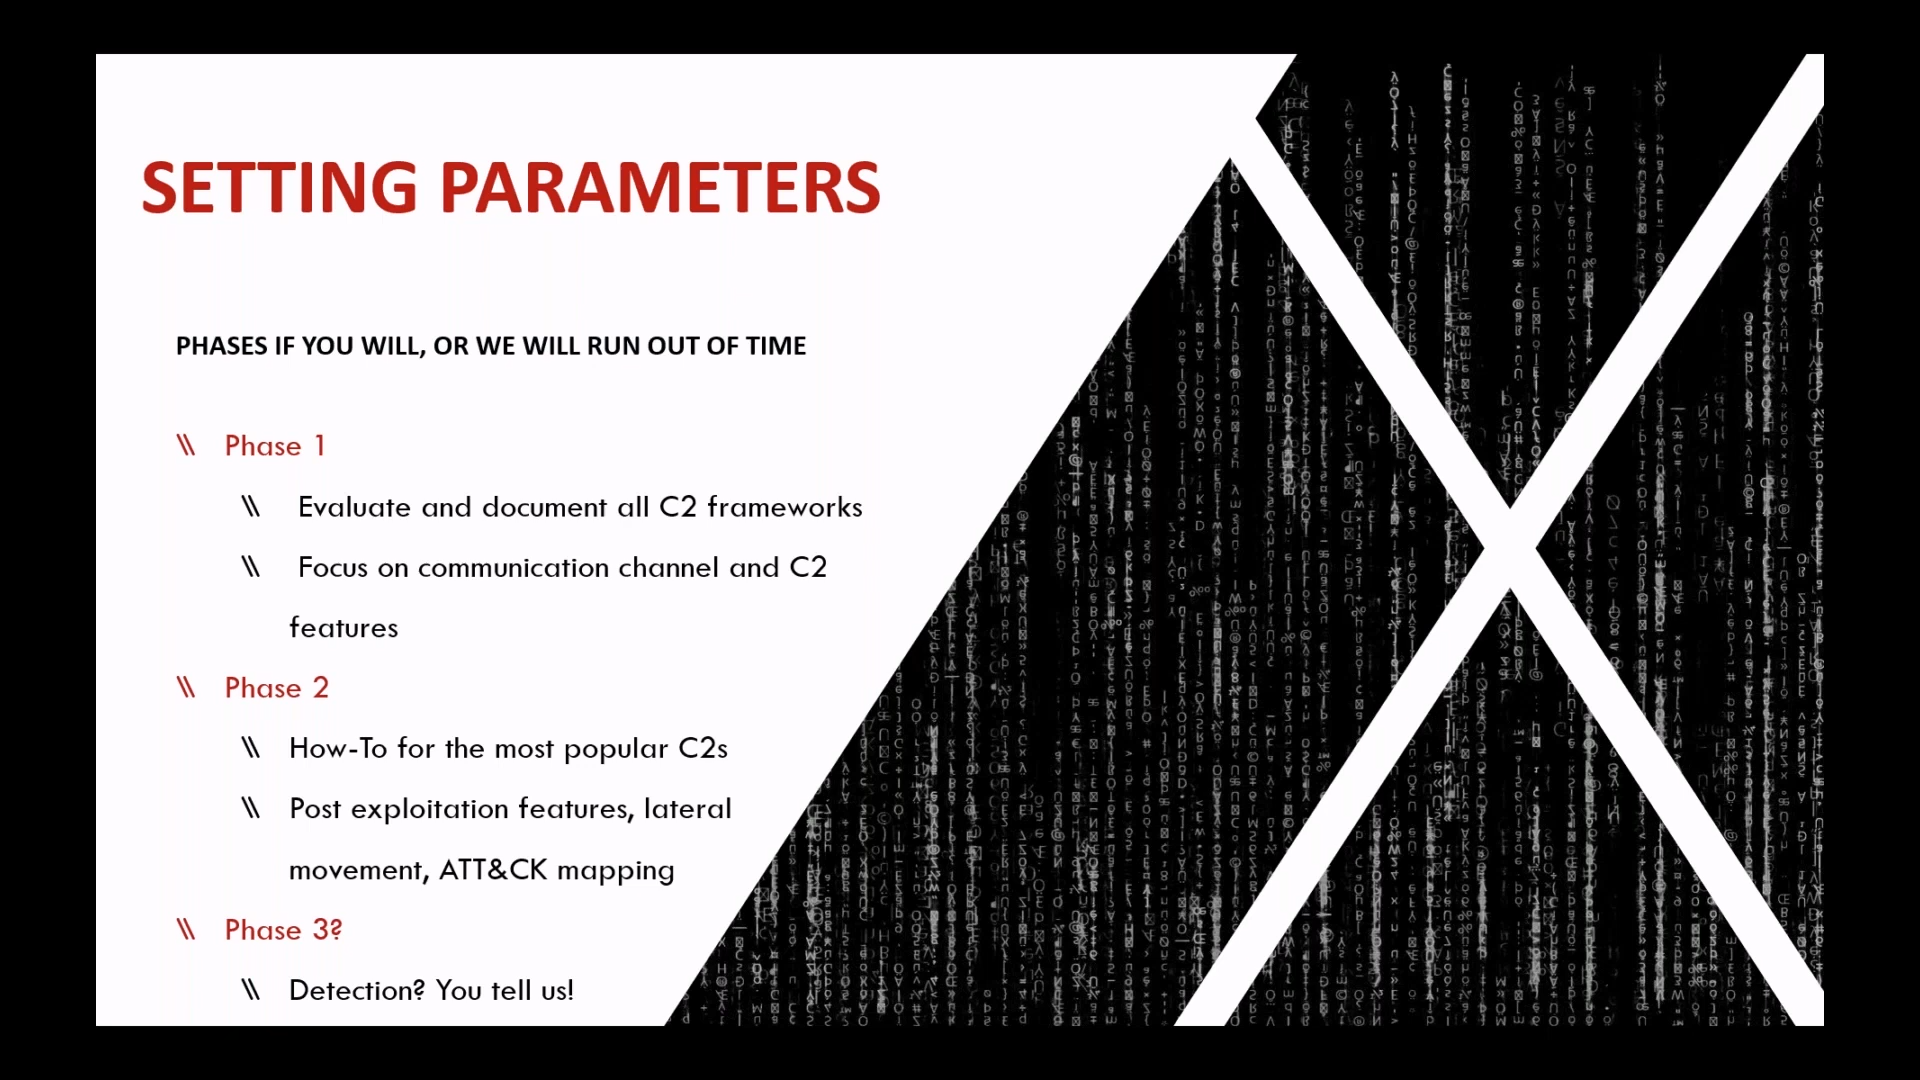 SETTING PARAMETERS
PHASES IF YOU WILL, OR WE WILL RUN OUT OF TIME
\\ Phase 1
\\ Evaluate and document all C2 frameworks
\\ Focus on communication channel and C2
features
\\ Phase 2
\\ How-To for the most popular C2s
\\ Post exploitation features, lateral
movement, ATT&CK mapping
\\ Phase 3?
\\ Detection? You tell us!